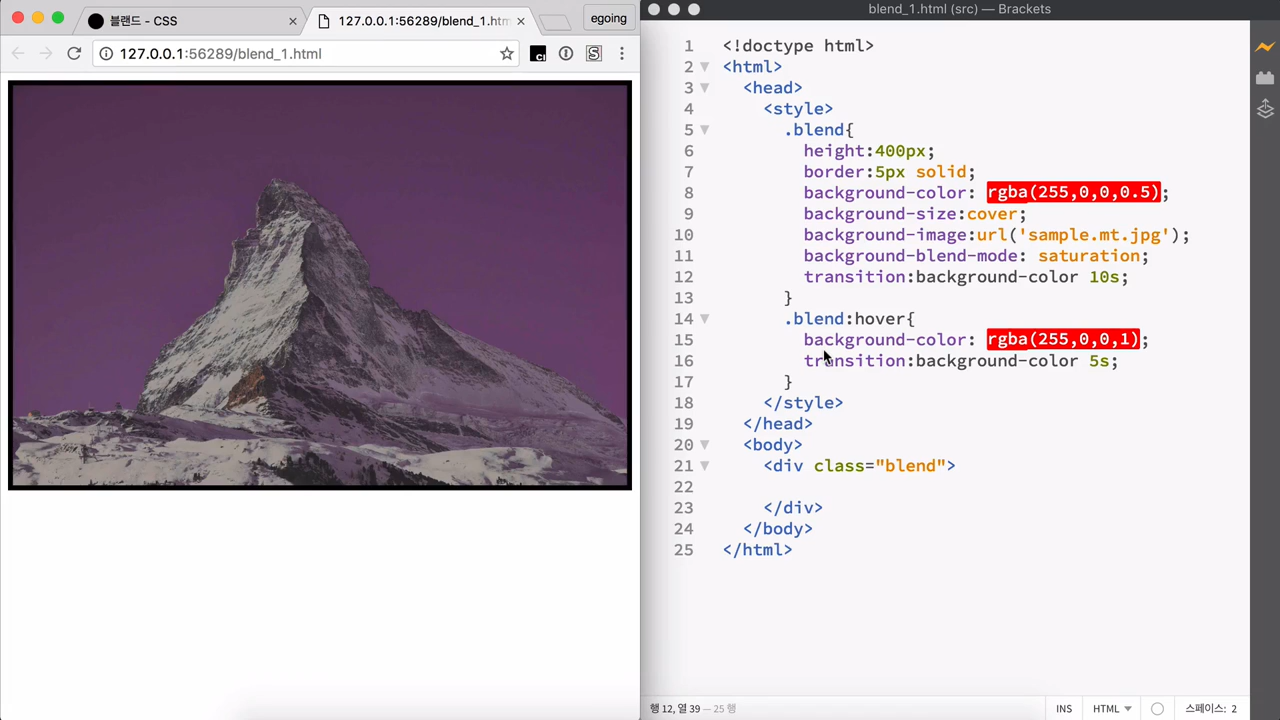 블랜드 - CSS
127.0.0.1:56289/blend_1.htm
egoing
127.0.0.1:56289/blend_1.html
blend_1.html (src) — Brackets
1 <!doctype html>
2 <html>
3 <head>
4 <style>
5 .blend{
6 height:400px;
7 border:5px solid;
8 background-color: rgba(255,0,0,0.5);
9 background-size:cover;
10 background-image:url('sample.mt.jpg');
11 background-blend-mode: saturation;
12 transition:background-color 10s;
13 }
14 .blend:hover{
15 background-color: rgba(255,0,0,1);
16 transition:background-color 5s;
17 }
18 </style>
19 </head>
20 <body>
21 <div class="blend">
22
23 </div>
24 </body>
25 </html>
행 12, 열 39 — 25 행
INS
HTML
스페이스: 2